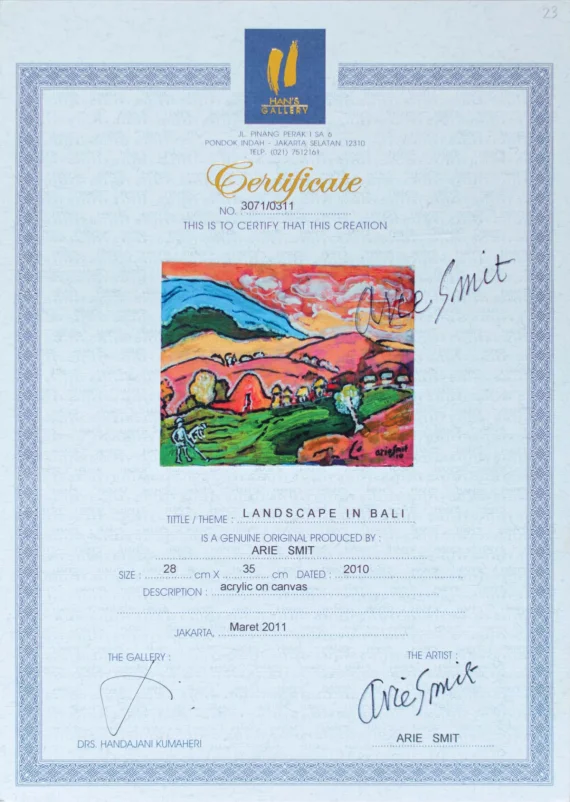 23
HAN'S
GALLERY
JL. PINANG PERAK I SA 6
PONDOK INDAH - JAKARTA SELATAN 12310
TELP. (021) 7512161
Certificate
NO. 3071/0311
THIS IS TO CERTIFY THAT THIS CREATION
Arie Smit
arieSmit
10
TITTLE / THEME : LANDSCAPE IN BALI
IS A GENUINE ORIGINAL PRODUCED BY :
ARIE SMIT
SIZE : 28 cm X 35 cm DATED : 2010
DESCRIPTION : acrylic on canvas
JAKARTA, Maret 2011
THE GALLERY :
THE ARTIST :
Arie Smit
DRS. HANDAJANI KUMAHERI
ARIE SMIT